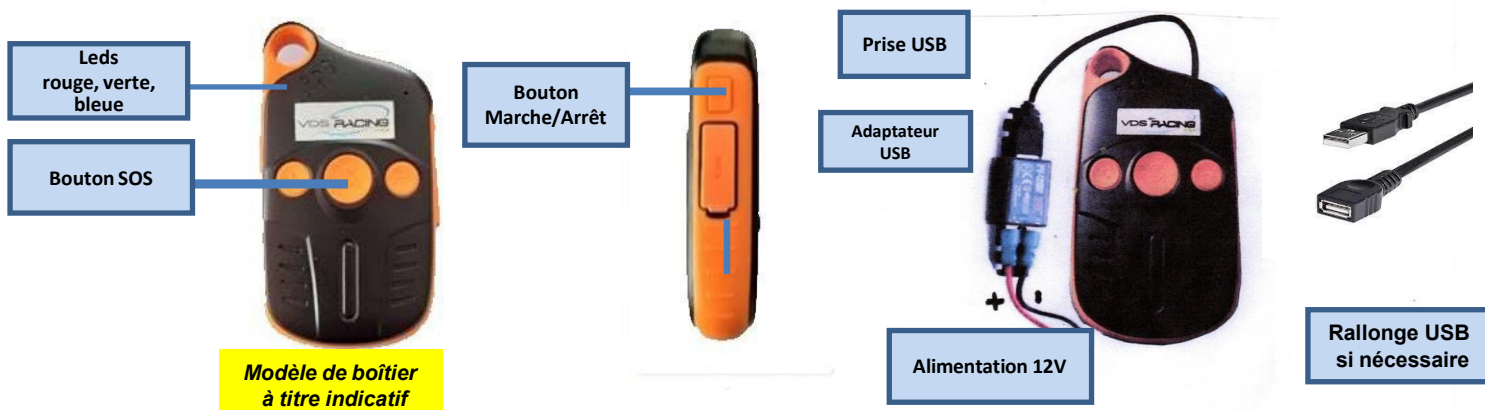 Leds
rouge, verte,
bleue
VDS RACING
Bouton SOS
Modèle de boîtier
à titre indicatif
Bouton
Marche/Arrêt
Prise USB
Adaptateur
USB
VDS RACING
+ -
Alimentation 12V
Rallonge USB
si nécessaire